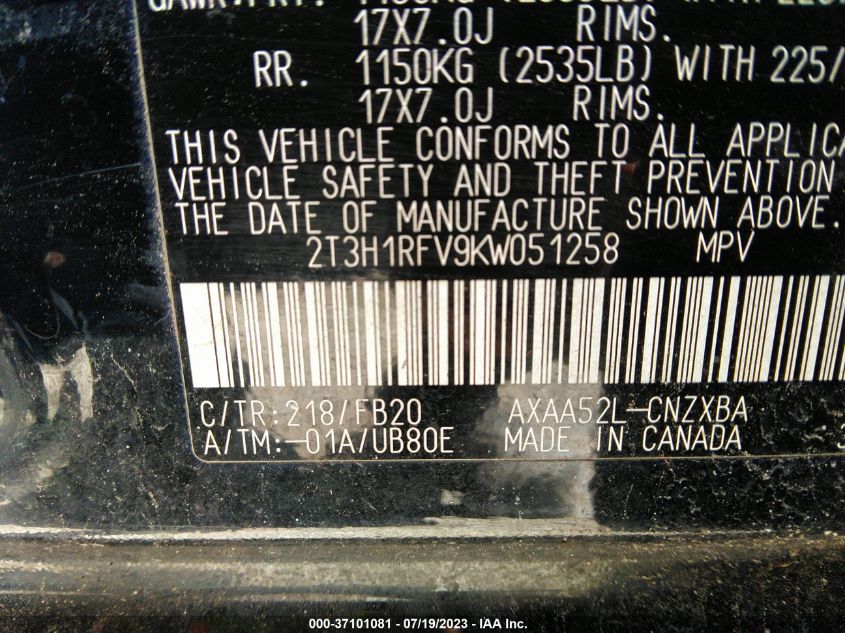 17X7.0J RIMS.
RR. 1150KG (2535LB) WITH 225/
17X7.0J RIMS.
THIS VEHICLE CONFORMS TO ALL
VEHICLE SAFETY AND THEFT PREVENTION
THE DATE OF MANUFACTURE SHOWN ABOVE.
2T3H1RFV9KW051258 MPV
C/TR:218/FB20 AXAA52L-CNZXBA
A/TM:-01A/UB80E MADE IN CANADA
000-37101081 - 07/19/2023 - IAA Inc.